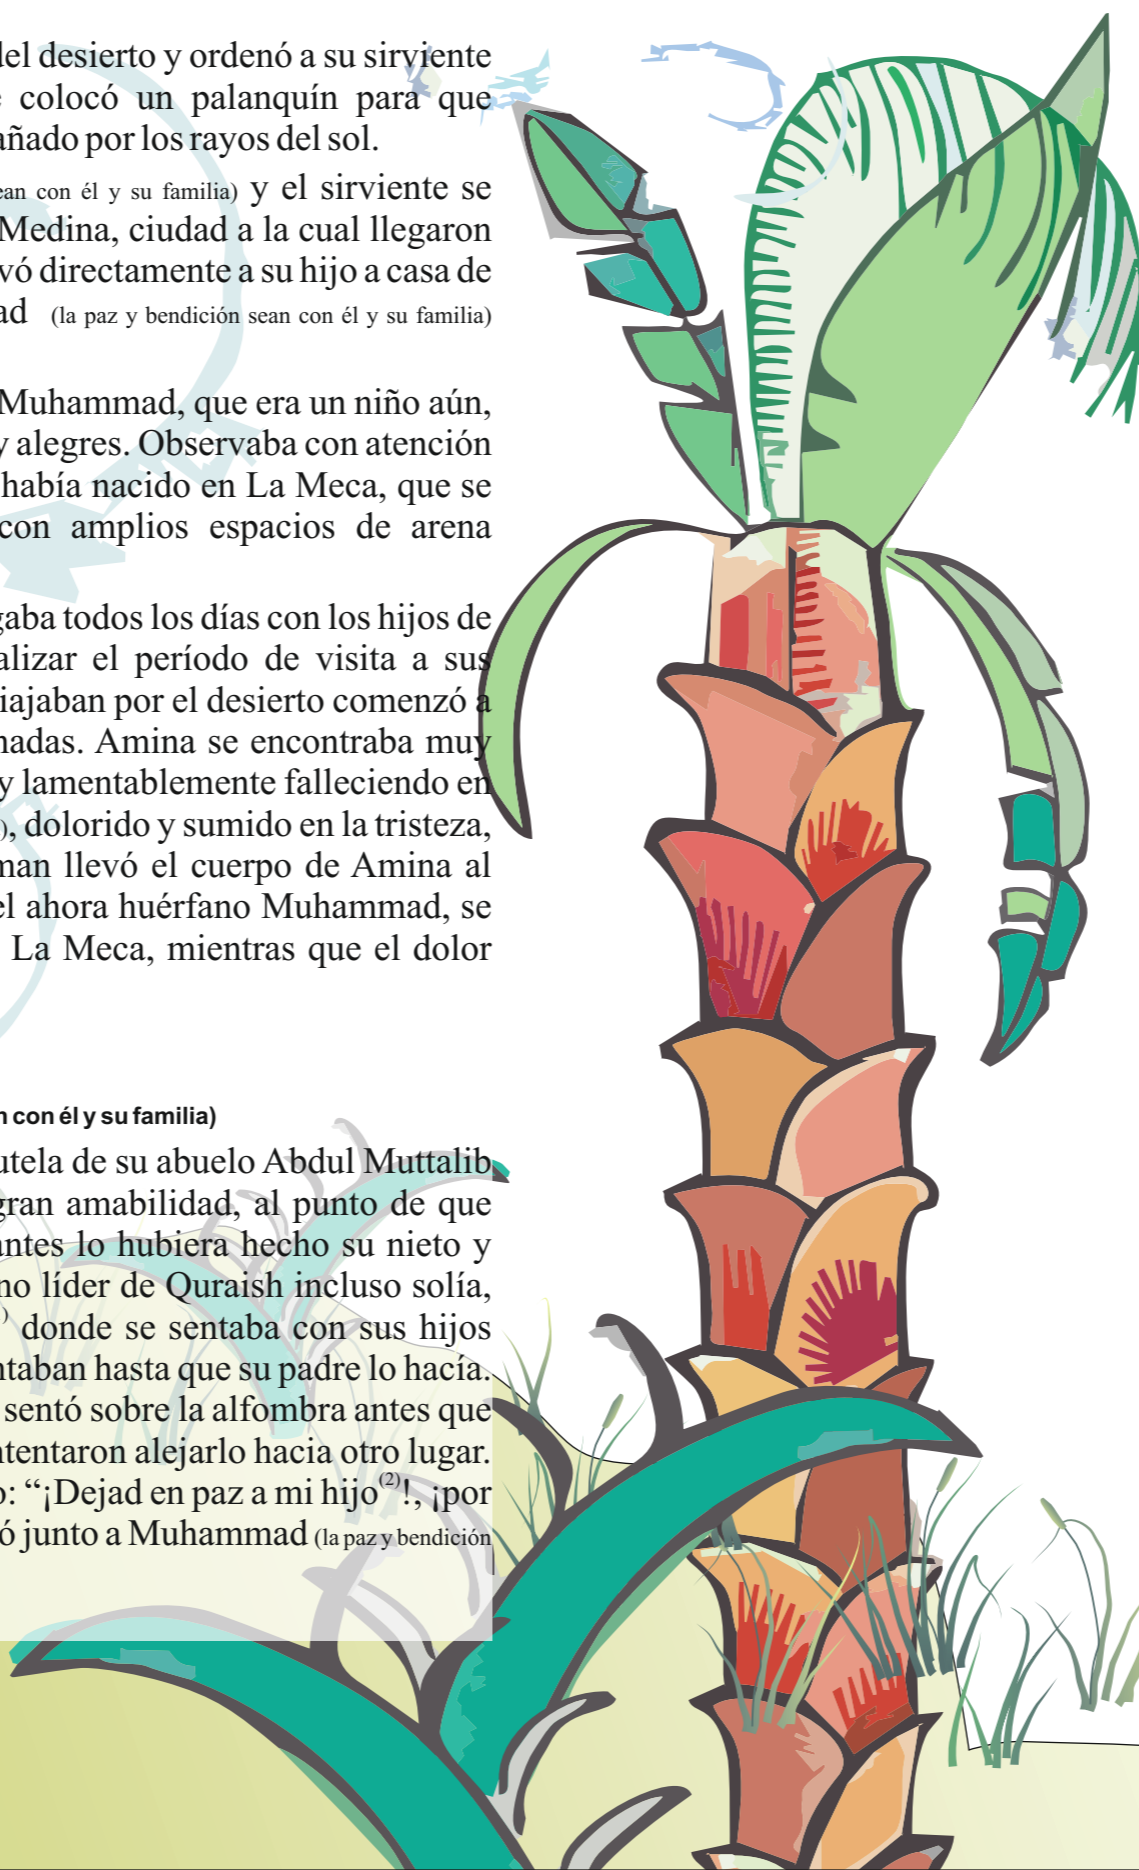 del desierto y ordenó a su sirviente
colocó un palanquín para que
añado por los rayos del sol.
sean con él y su familia) y el sirviente se
Medina, ciudad a la cual llegaron
vó directamente a su hijo a casa de
ad (la paz y bendición sean con él y su familia)
Muhammad, que era un niño aún,
y alegres. Observaba con atención
había nacido en La Meca, que se
con amplios espacios de arena
gaba todos los días con los hijos de
alizar el período de visita a sus
iajaban por el desierto comenzó a
nadas. Amina se encontraba muy
y lamentablemente falleciendo en
), dolorido y sumido en la tristeza,
man llevó el cuerpo de Amina al
el ahora huérfano Muhammad, se
La Meca, mientras que el dolor
n con él y su familia)
utela de su abuelo Abdul Muttalib
gran amabilidad, al punto de que
antes lo hubiera hecho su nieto y
no líder de Quraish incluso solía,
) donde se sentaba con sus hijos
ntaban hasta que su padre lo hacía.
sentó sobre la alfombra antes que
ntentaron alejarlo hacia otro lugar.
o: “¡Dejad en paz a mi hijo(2)!, ¡por
ó junto a Muhammad (la paz y bendición